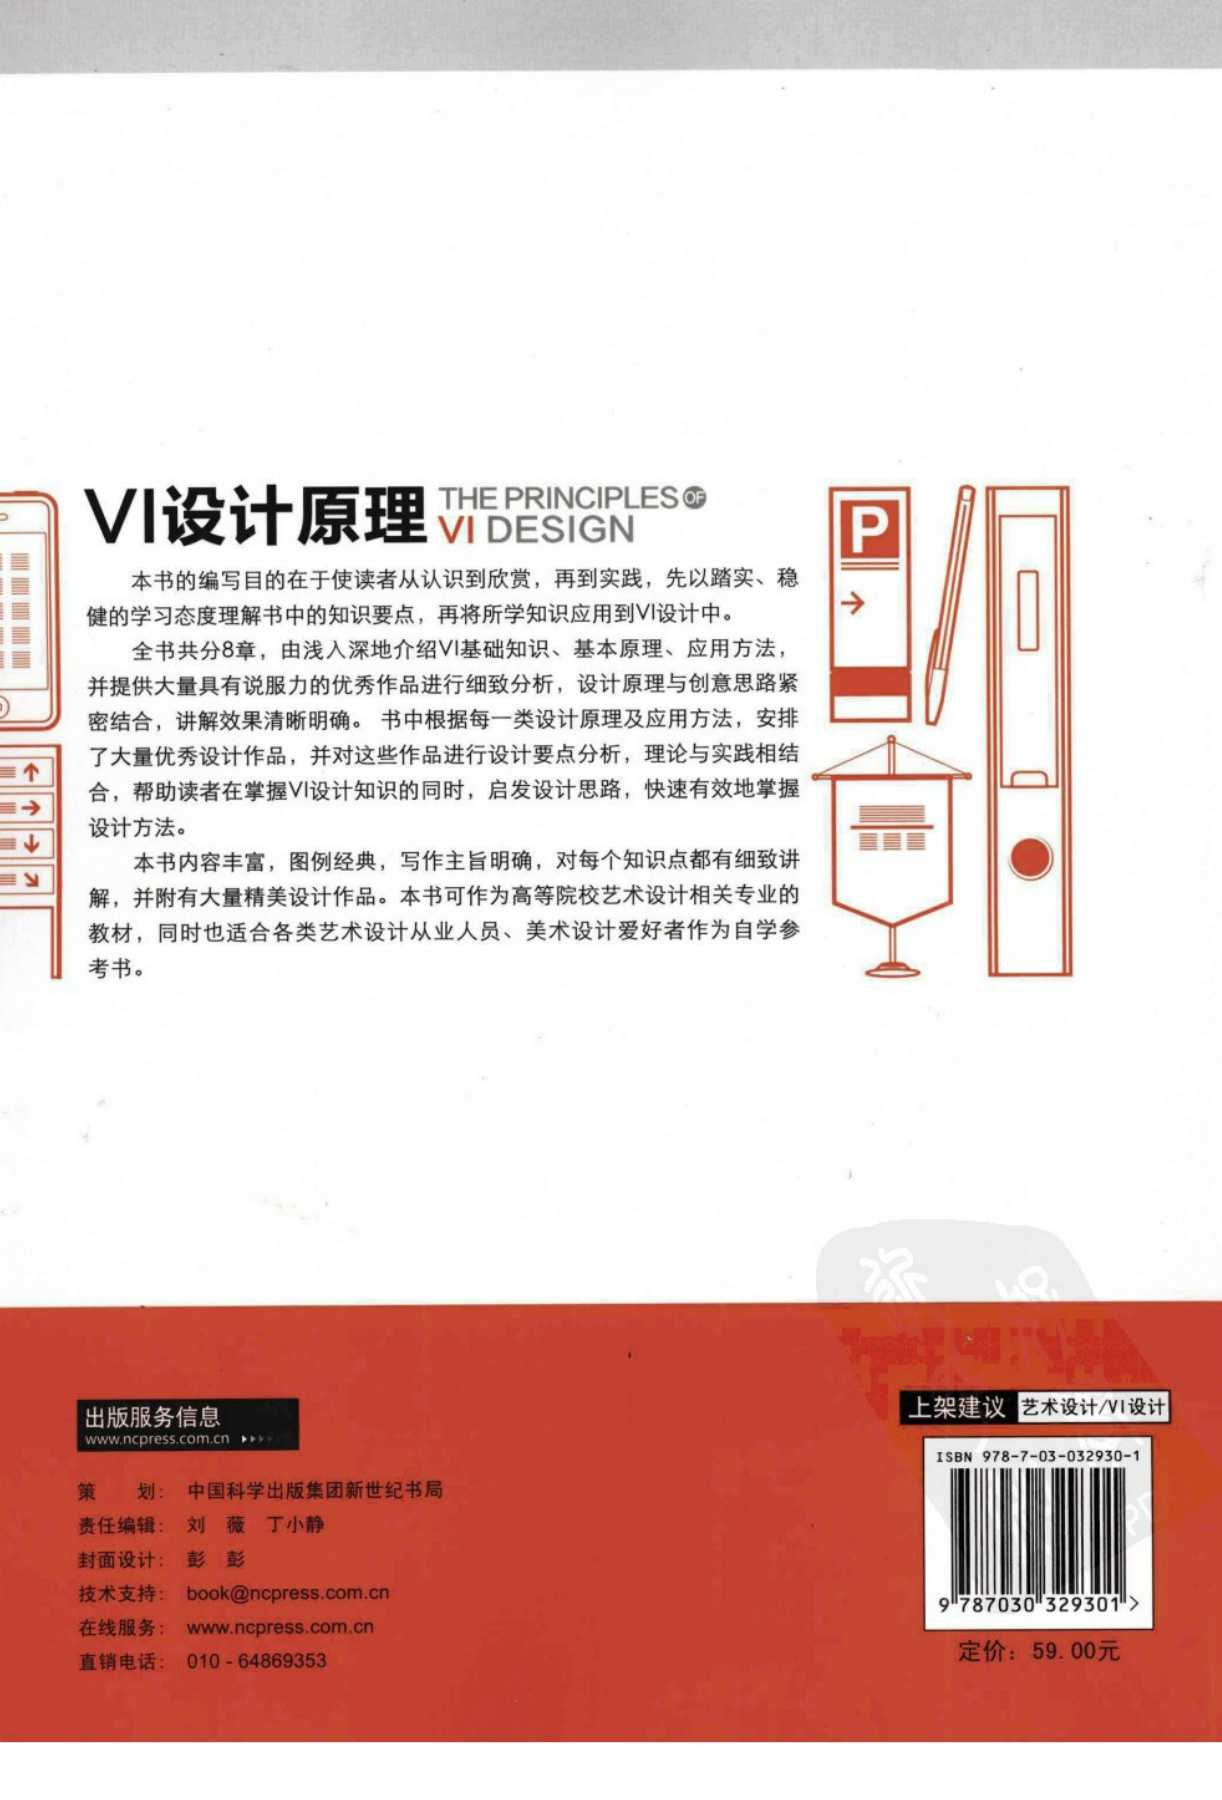 VI设计原理 THE PRINCIPLES OF
VI DESIGN
本书的编写目的在于使读者从认识到欣赏，再到实践，先以踏实、稳
健的学习态度理解书中的知识要点，再将所学知识应用到VI设计中。
全书共分8章，由浅入深地介绍VI基础知识、基本原理、应用方法，
并提供大量具有说服力的优秀作品进行细致分析，设计原理与创意思路紧
密结合，讲解效果清晰明确。 书中根据每一类设计原理及应用方法，安排
了大量优秀设计作品，并对这些作品进行设计要点分析，理论与实践相结
合，帮助读者在掌握VI设计知识的同时，启发设计思路，快速有效地掌握
设计方法。
本书内容丰富，图例经典，写作主旨明确，对每个知识点都有细致讲
解，并附有大量精美设计作品。本书可作为高等院校艺术设计相关专业的
教材，同时也适合各类艺术设计从业人员、美术设计爱好者作为自学参
考书。
P
出版服务信息
www.ncpress.com.cn
策 划： 中国科学出版集团新世纪书局
责任编辑： 刘 薇 丁小静
封面设计： 彭 彭
技术支持： book@ncpress.com.cn
在线服务： www.ncpress.com.cn
直销电话： 010 - 64869353
上架建议 艺术设计/VI设计
ISBN 978-7-03-032930-1
9 787030 329301 >
定价：59.00元